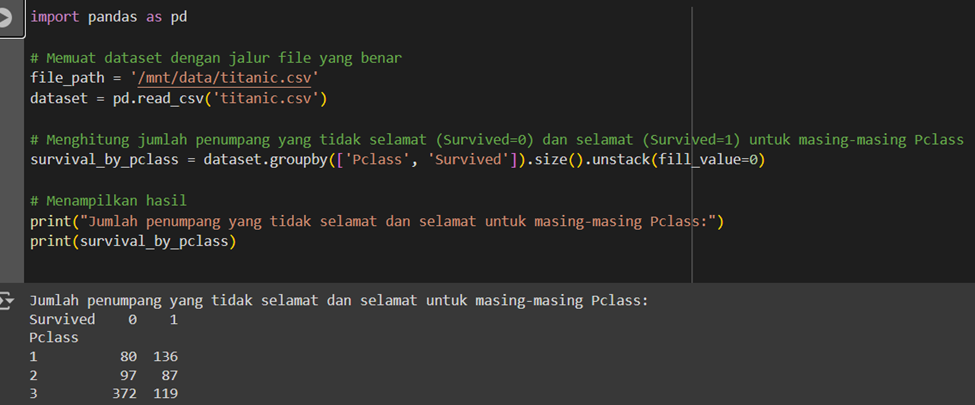 import pandas as pd
# Memuat dataset dengan jalur file yang benar
file_path = '/mnt/data/titanic.csv'
dataset = pd.read_csv('titanic.csv')
# Menghitung jumlah penumpang yang tidak selamat (Survived=0) dan selamat (Survived=1) untuk masing-masing Pclass
survival_by_pclass = dataset.groupby(['Pclass', 'Survived']).size().unstack(fill_value=0)
# Menampilkan hasil
print("Jumlah penumpang yang tidak selamat dan selamat untuk masing-masing Pclass:")
print(survival_by_pclass)
Jumlah penumpang yang tidak selamat dan selamat untuk masing-masing Pclass:
Survived 0 1
Pclass
1 80 136
2 97 87
3 372 119